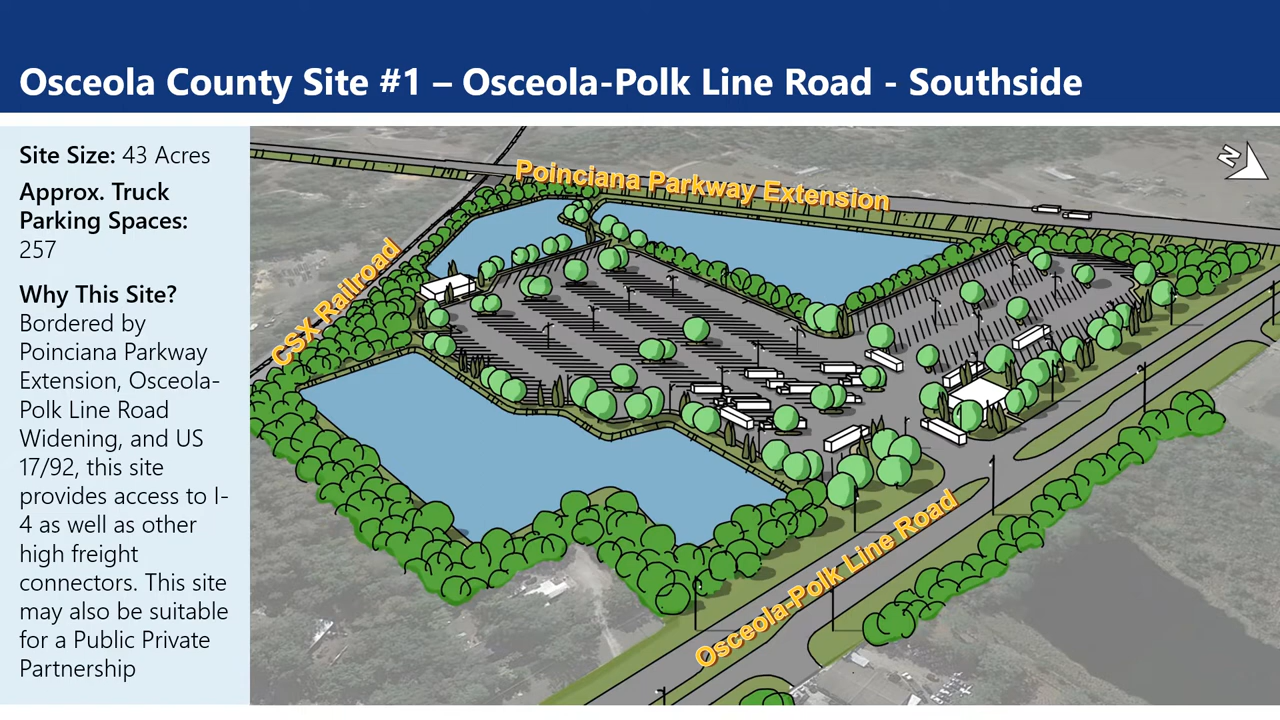 Osceola County Site #1 – Osceola-Polk Line Road - Southside
Site Size: 43 Acres
Approx. Truck
Parking Spaces:
257
Why This Site?
Bordered by
Poinciana Parkway
Extension, Osceola-
Polk Line Road
Widening, and US
17/92, this site
provides access to I-
4 as well as other
high freight
connectors. This site
may also be suitable
for a Public Private
Partnership
Poinciana Parkway Extension
N
CSX Railroad
Osceola-Polk Line Road